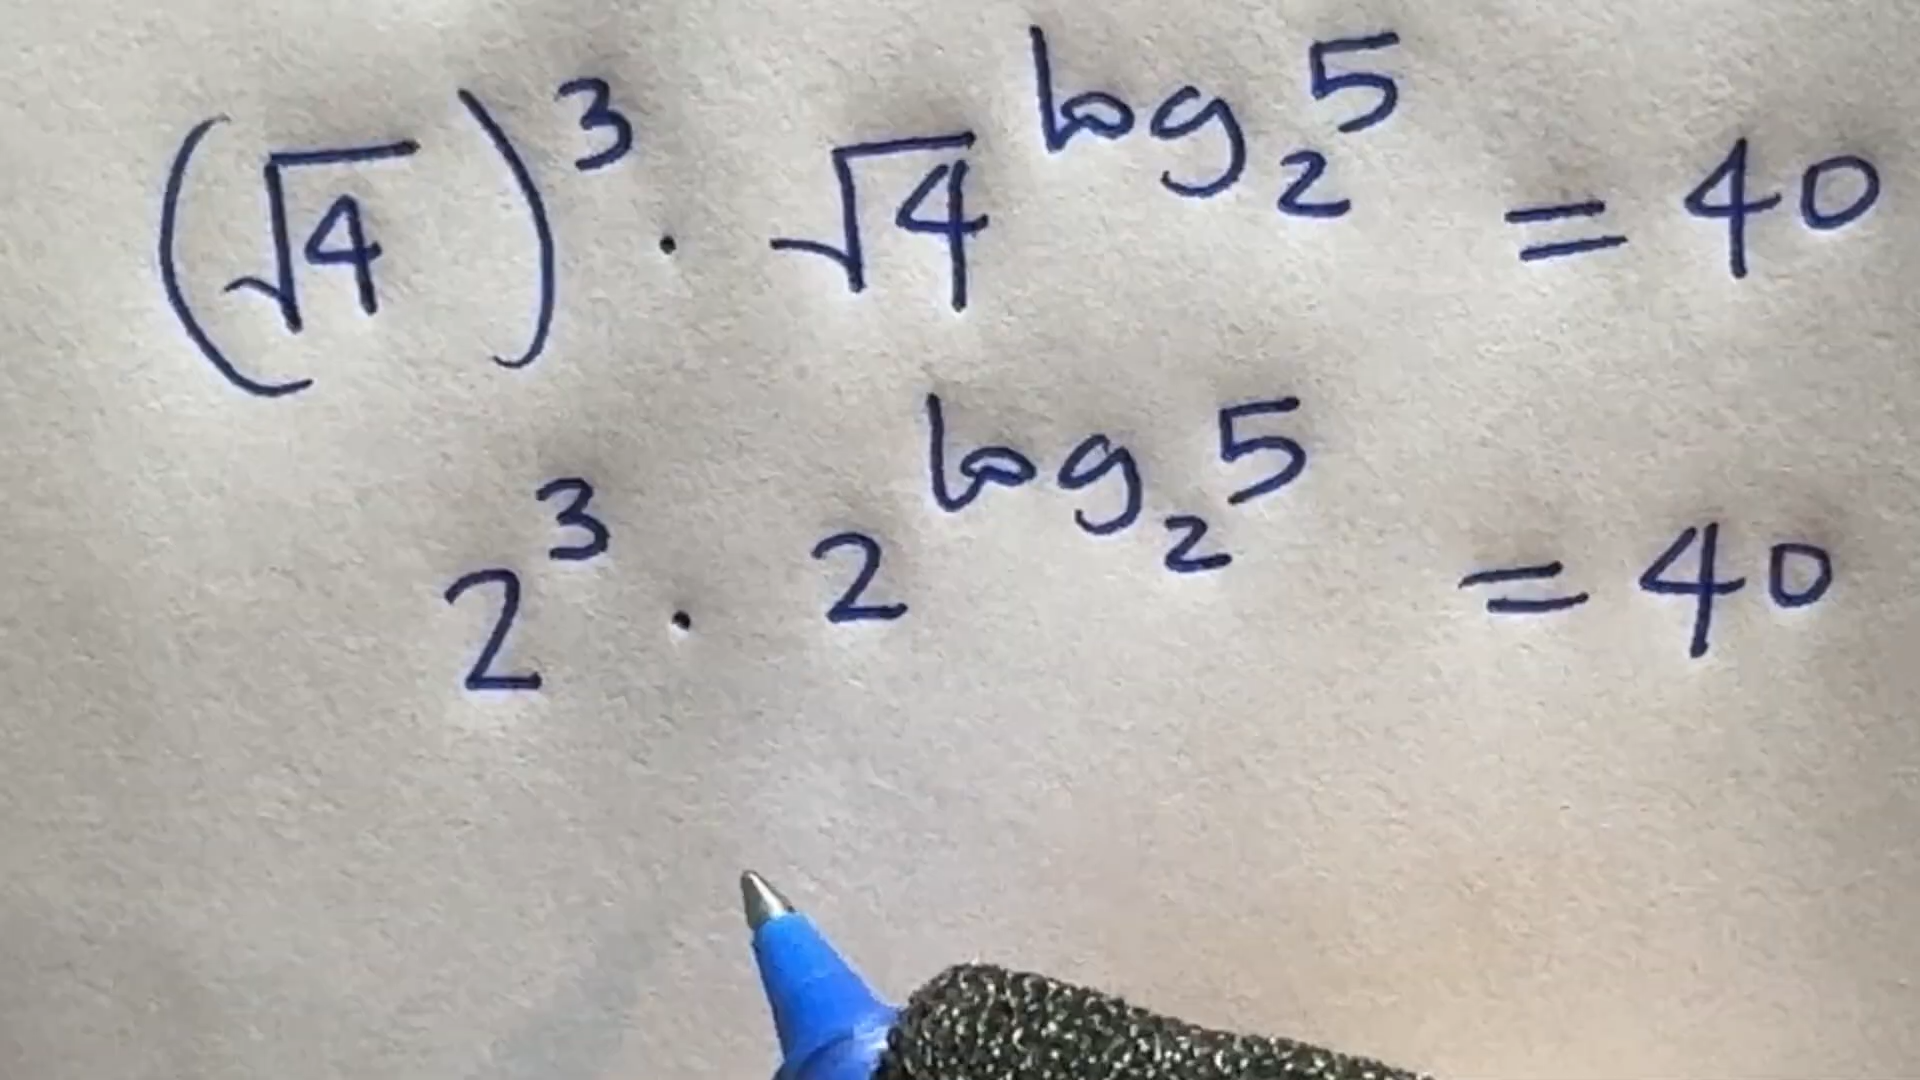 (√4)³ · √4^log₂5 = 40
2³ · 2^log₂5 = 40